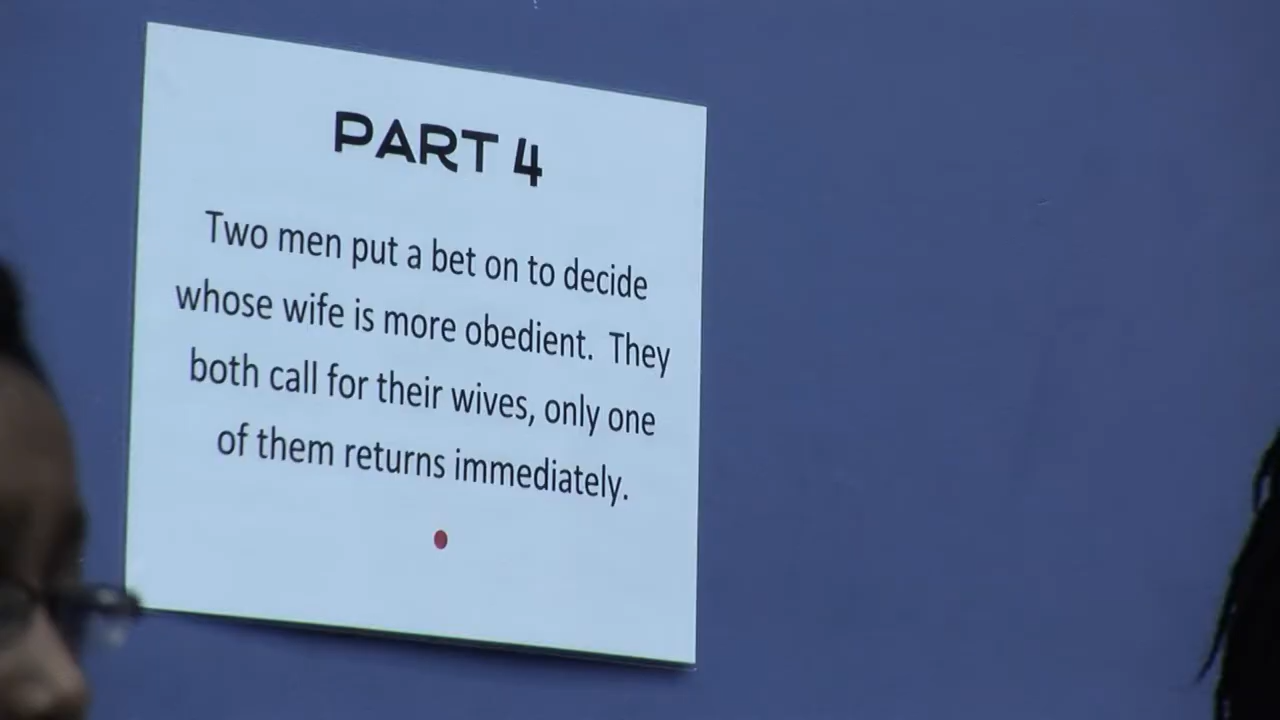 PART 4
Two men put a bet on to decide
whose wife is more obedient. They
both call for their wives, only one
of them returns immediately.